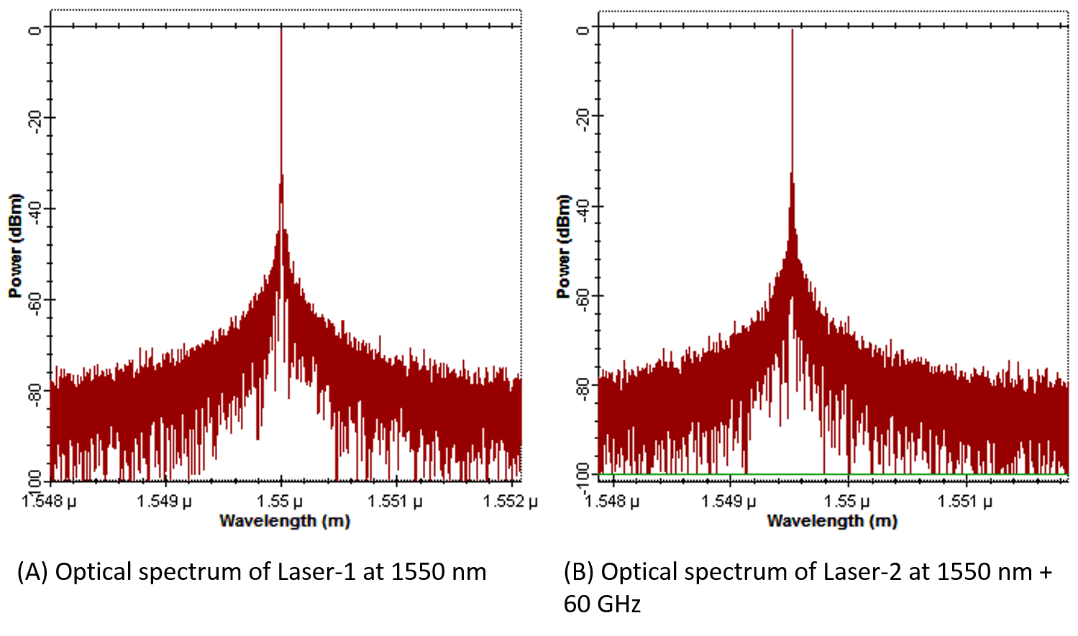 0
-20
-40
-60
-80
00
Power (dBm)
1.548 µ
1.549 µ
1.55 µ
1.551 µ
1.552 µ
Wavelength (m)
0
-20
-40
-60
-80
-100
Power (dBm)
1.548 µ
1.549 µ
1.55 µ
1.551 µ
Wavelength (m)
(A) Optical spectrum of Laser-1 at 1550 nm
(B) Optical spectrum of Laser-2 at 1550 nm +
60 GHz